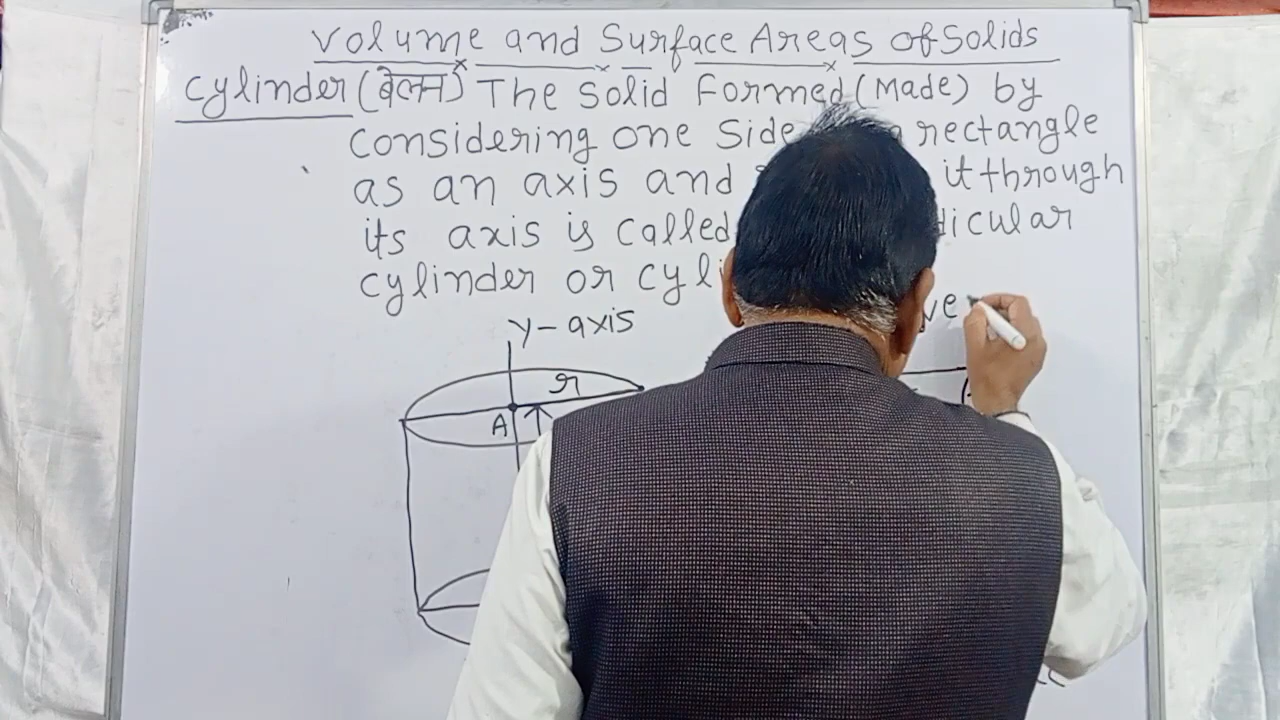 Volume and Surface Areas of Solids
Cylinder (बेलन) The Solid Formed (Made) by
Considering one Side rectangle
as an axis and it through
its axis is called dicular
cylinder or cyli
ve
y-axis
r
A